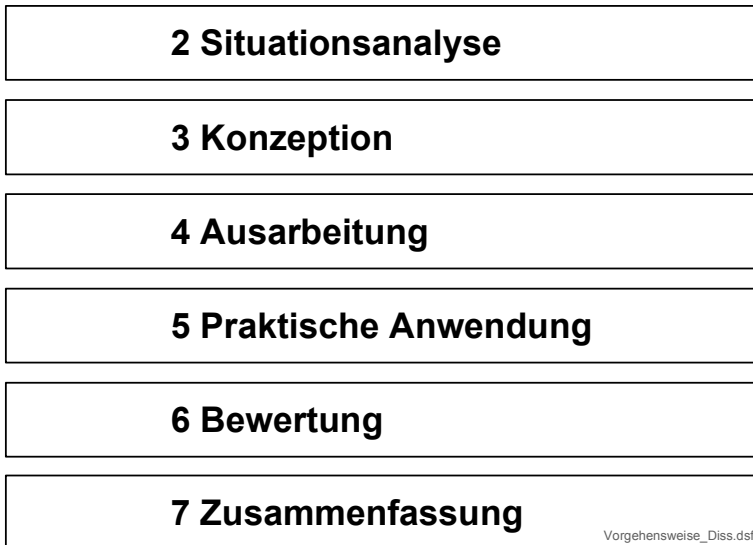 2 Situationsanalyse
3 Konzeption
4 Ausarbeitung
5 Praktische Anwendung
6 Bewertung
7 Zusammenfassung
Vorgehensweise_Diss.dsf